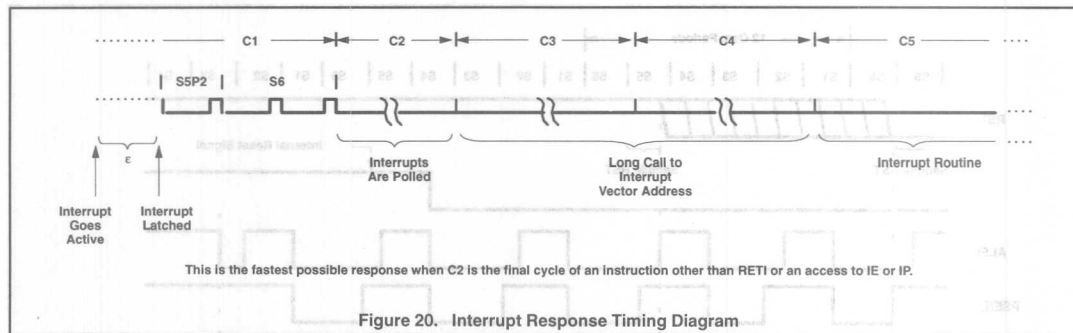 C1 C2 C3 C4 C5
S5P2 S6
ε
Interrupts
Are Polled
Long Call to
Interrupt
Vector Address
Interrupt Routine
Interrupt
Goes
Active
Interrupt
Latched
This is the fastest possible response when C2 is the final cycle of an instruction other than RETI or an access to IE or IP.
Figure 20. Interrupt Response Timing Diagram